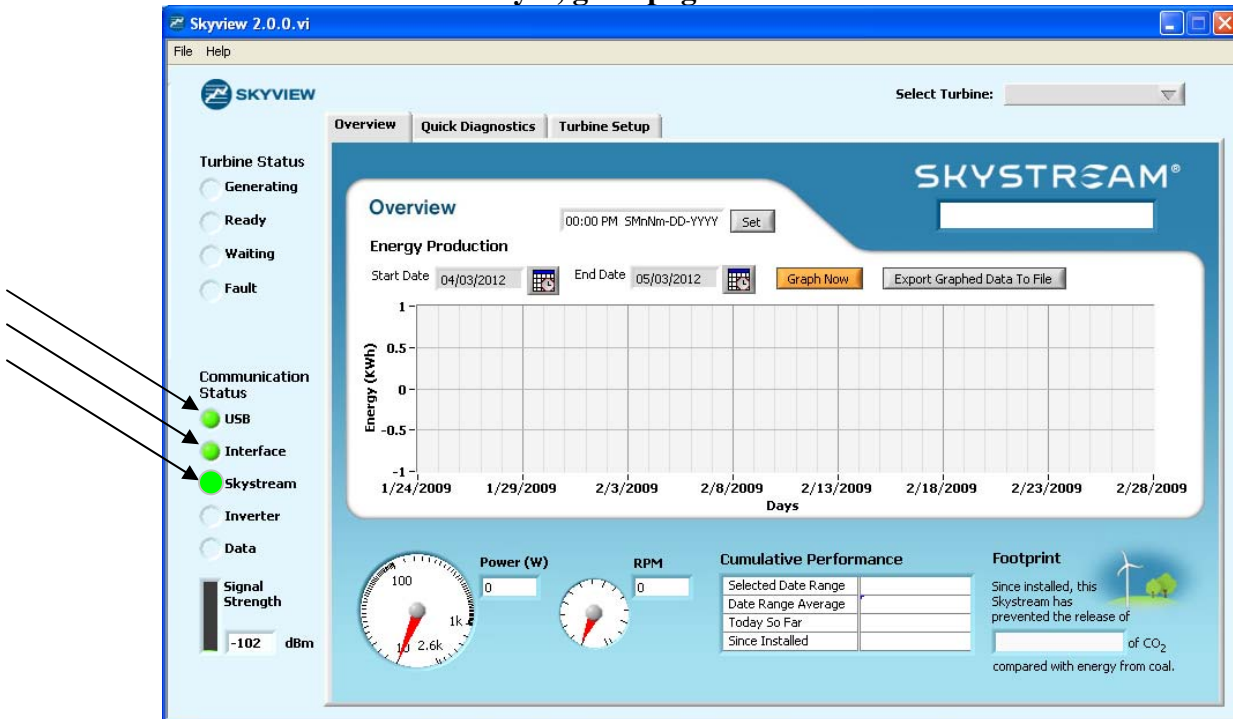 Skyview 2.0.0.vi
File Help
SKYVIEW
Select Turbine:
Overview Quick Diagnostics Turbine Setup
Turbine Status
Generating
Ready
Waiting
Fault
SKYSTREAM®
Overview
00:00 PM SMnNm-DD-YYYY Set
Energy Production
Start Date 04/03/2012 End Date 05/03/2012 Graph Now Export Graphed Data To File
1
0.5
0
-0.5
-1
Energy (KWh)
1/24/2009 1/29/2009 2/3/2009 2/8/2009 2/13/2009 2/18/2009 2/23/2009 2/28/2009
Days
Communication
Status
USB
Interface
Skystream
Inverter
Data
Signal
Strength
-102 dBm
100
1k
10 2.6k
Power (W)
0
RPM
0
Cumulative Performance
Selected Date Range
Date Range Average
Today So Far
Since Installed
Footprint
Since installed, this
Skystream has
prevented the release of
of CO2
compared with energy from coal.